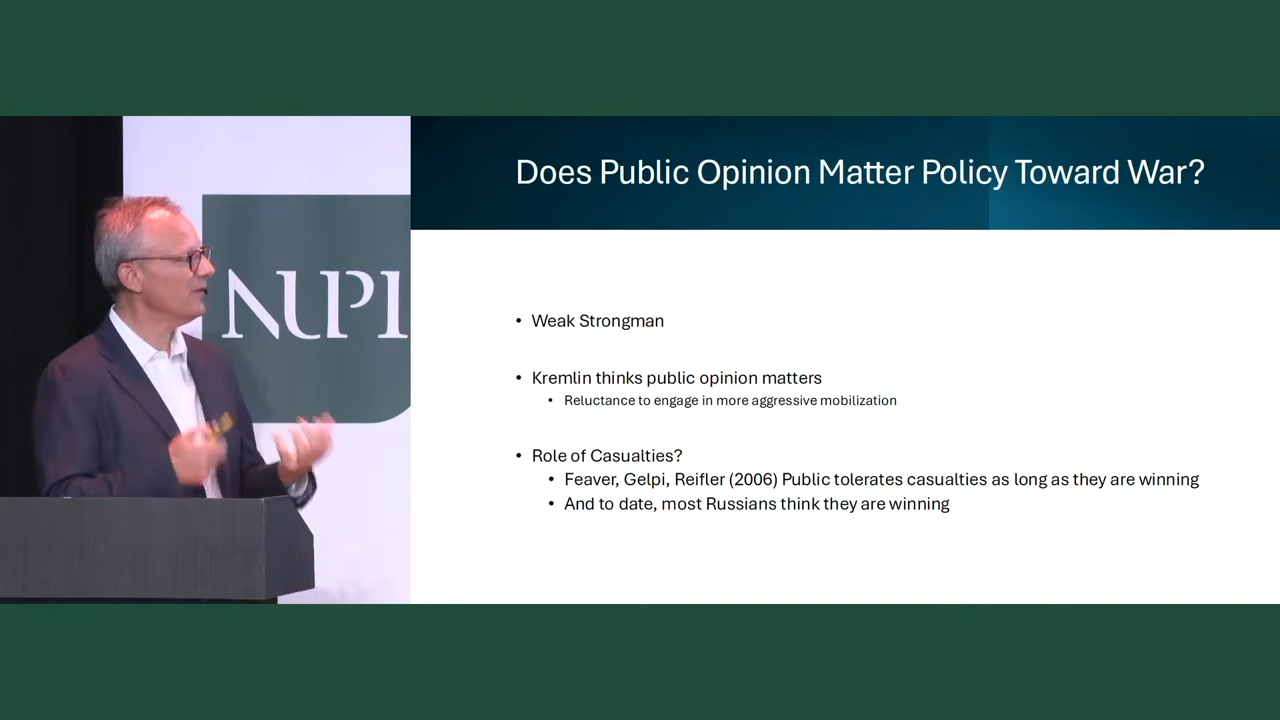 NUPI
Does Public Opinion Matter Policy Toward War?
• Weak Strongman
• Kremlin thinks public opinion matters
• Reluctance to engage in more aggressive mobilization
• Role of Casualties?
• Feaver, Gelpi, Reifler (2006) Public tolerates casualties as long as they are winning
• And to date, most Russians think they are winning